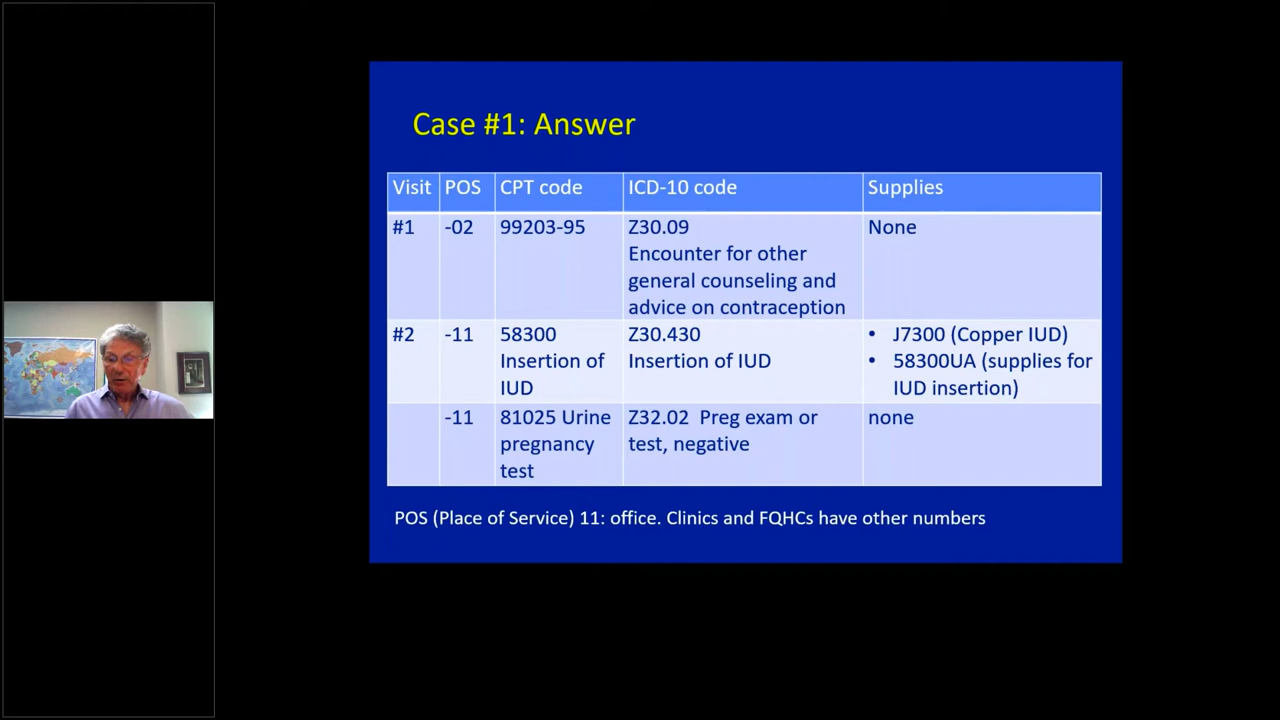 Case #1: Answer
Visit POS CPT code ICD-10 code Supplies
#1 -02 99203-95 Z30.09 None
Encounter for other
general counseling and
advice on contraception
#2 -11 58300 Z30.430 • J7300 (Copper IUD)
Insertion of Insertion of IUD • 58300UA (supplies for
IUD IUD insertion)
-11 81025 Urine Z32.02  Preg exam or none
pregnancy test, negative
test
POS (Place of Service) 11: office. Clinics and FQHCs have other numbers